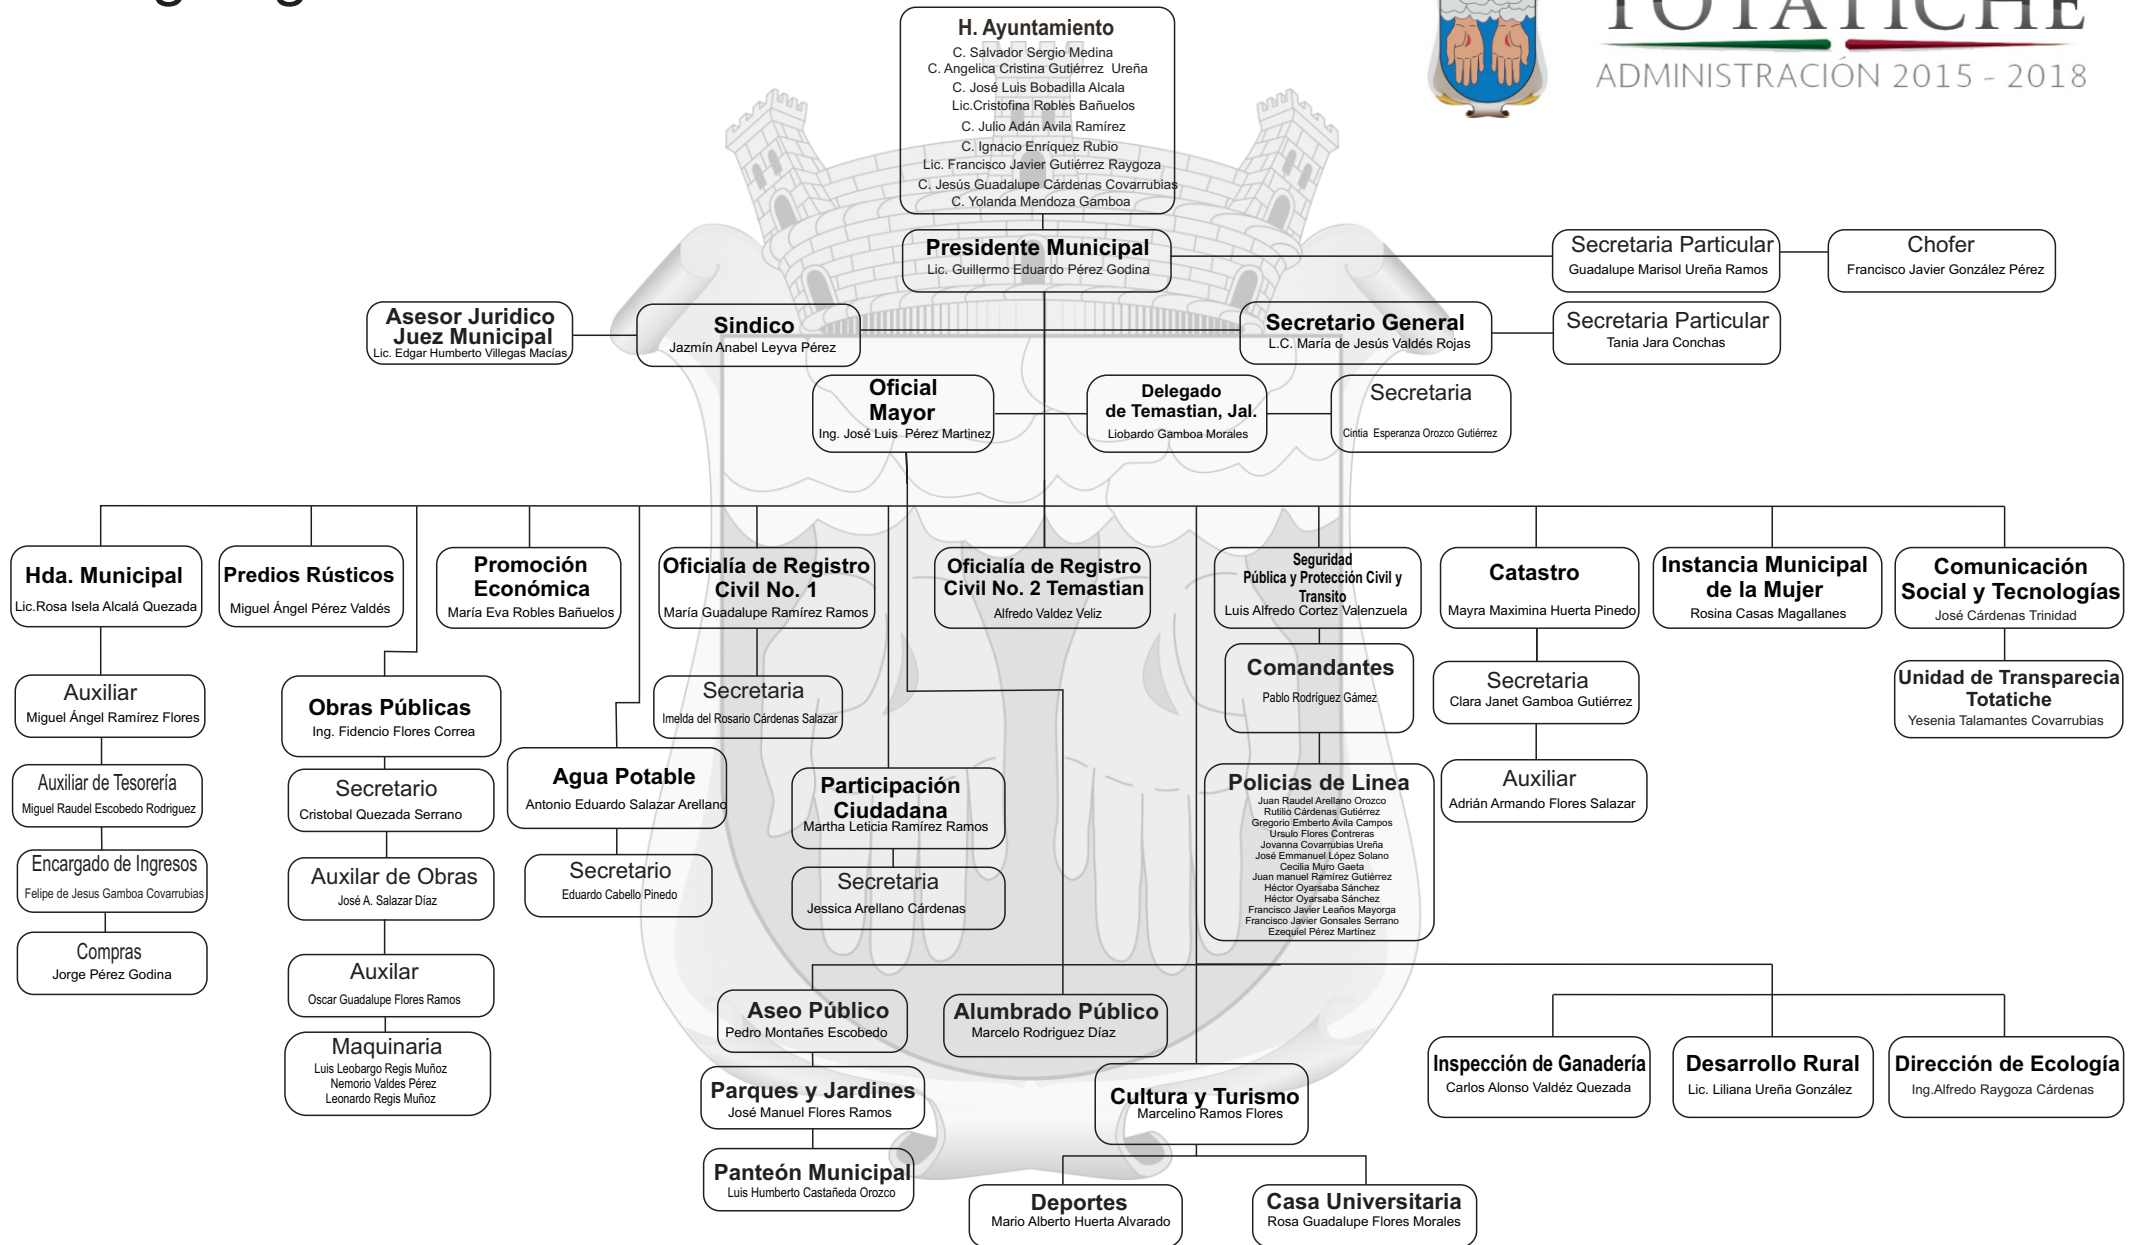 TOTATICHE
ADMINISTRACIÓN 2015 - 2018
H. Ayuntamiento
C. Salvador Sergio Medina
C. Angelica Cristina Gutiérrez Ureña
C. José Luis Bobadilla Alcala
Lic.Cristofina Robles Bañuelos
C. Julio Adán Avila Ramírez
C. Ignacio Enríquez Rubio
Lic. Francisco Javier Gutiérrez Raygoza
C. Jesús Guadalupe Cárdenas Covarrubias
C. Yolanda Mendoza Gamboa
Presidente Municipal
Lic. Guillermo Eduardo Pérez Godina
Secretaria Particular
Guadalupe Marisol Ureña Ramos
Chofer
Francisco Javier González Pérez
Asesor Juridico
Juez Municipal
Lic. Edgar Humberto Villegas Macías
Sindico
Jazmín Anabel Leyva Pérez
Secretario General
L.C. María de Jesús Valdés Rojas
Secretaria Particular
Tania Jara Conchas
Oficial
Mayor
Ing. José Luis Pérez Martinez
Delegado
de Temastian, Jal.
Liobardo Gamboa Morales
Secretaria
Cintia Esperanza Orozco Gutiérrez
Hda. Municipal
Lic.Rosa Isela Alcalá Quezada
Predios Rústicos
Miguel Ángel Pérez Valdés
Promoción
Económica
María Eva Robles Bañuelos
Oficialía de Registro
Civil No. 1
María Guadalupe Ramírez Ramos
Oficialía de Registro
Civil No. 2 Temastian
Alfredo Valdez Veliz
Seguridad
Pública y Protección Civil y
Transito
Luis Alfredo Cortez Valenzuela
Catastro
Mayra Maximina Huerta Pinedo
Instancia Municipal
de la Mujer
Rosina Casas Magallanes
Comunicación
Social y Tecnologías
José Cárdenas Trinidad
Auxiliar
Miguel Ángel Ramírez Flores
Obras Públicas
Ing. Fidencio Flores Correa
Secretaria
Imelda del Rosario Cárdenas Salazar
Comandantes
Pablo Rodríguez Gámez
Secretaria
Clara Janet Gamboa Gutiérrez
Unidad de Transparecia
Totatiche
Yesenia Talamantes Covarrubias
Auxiliar de Tesorería
Miguel Raudel Escobedo Rodriguez
Secretario
Cristobal Quezada Serrano
Agua Potable
Antonio Eduardo Salazar Arellano
Participación
Ciudadana
Martha Leticia Ramírez Ramos
Policias de Linea
Juan Raudel Arellano Orozco
Rutilio Cárdenas Gutiérrez
Gregorio Emberto Avila Campos
Ursulo Flores Contreras
Jovanna Covarrubias Ureña
José Emmanuel López Solano
Cecilia Muro Gaeta
Juan manuel Ramírez Gutiérrez
Héctor Oyarsaba Sánchez
Héctor Oyarsaba Sánchez
Francisco Javier Leaños Mayorga
Francisco Javier Gonsales Serrano
Ezequiel Pérez Martínez
Auxiliar
Adrián Armando Flores Salazar
Encargado de Ingresos
Felipe de Jesus Gamboa Covarrubias
Auxilar de Obras
José A. Salazar Díaz
Secretario
Eduardo Cabello Pinedo
Secretaria
Jessica Arellano Cárdenas
Compras
Jorge Pérez Godina
Auxilar
Oscar Guadalupe Flores Ramos
Aseo Público
Pedro Montañes Escobedo
Alumbrado Público
Marcelo Rodriguez Díaz
Maquinaria
Luis Leobargo Regis Muñoz
Nemorio Valdes Pérez
Leonardo Regis Muñoz
Inspección de Ganadería
Carlos Alonso Valdéz Quezada
Desarrollo Rural
Lic. Liliana Ureña González
Dirección de Ecología
Ing.Alfredo Raygoza Cárdenas
Parques y Jardines
José Manuel Flores Ramos
Cultura y Turismo
Marcelino Ramos Flores
Panteón Municipal
Luis Humberto Castañeda Orozco
Deportes
Mario Alberto Huerta Alvarado
Casa Universitaria
Rosa Guadalupe Flores Morales